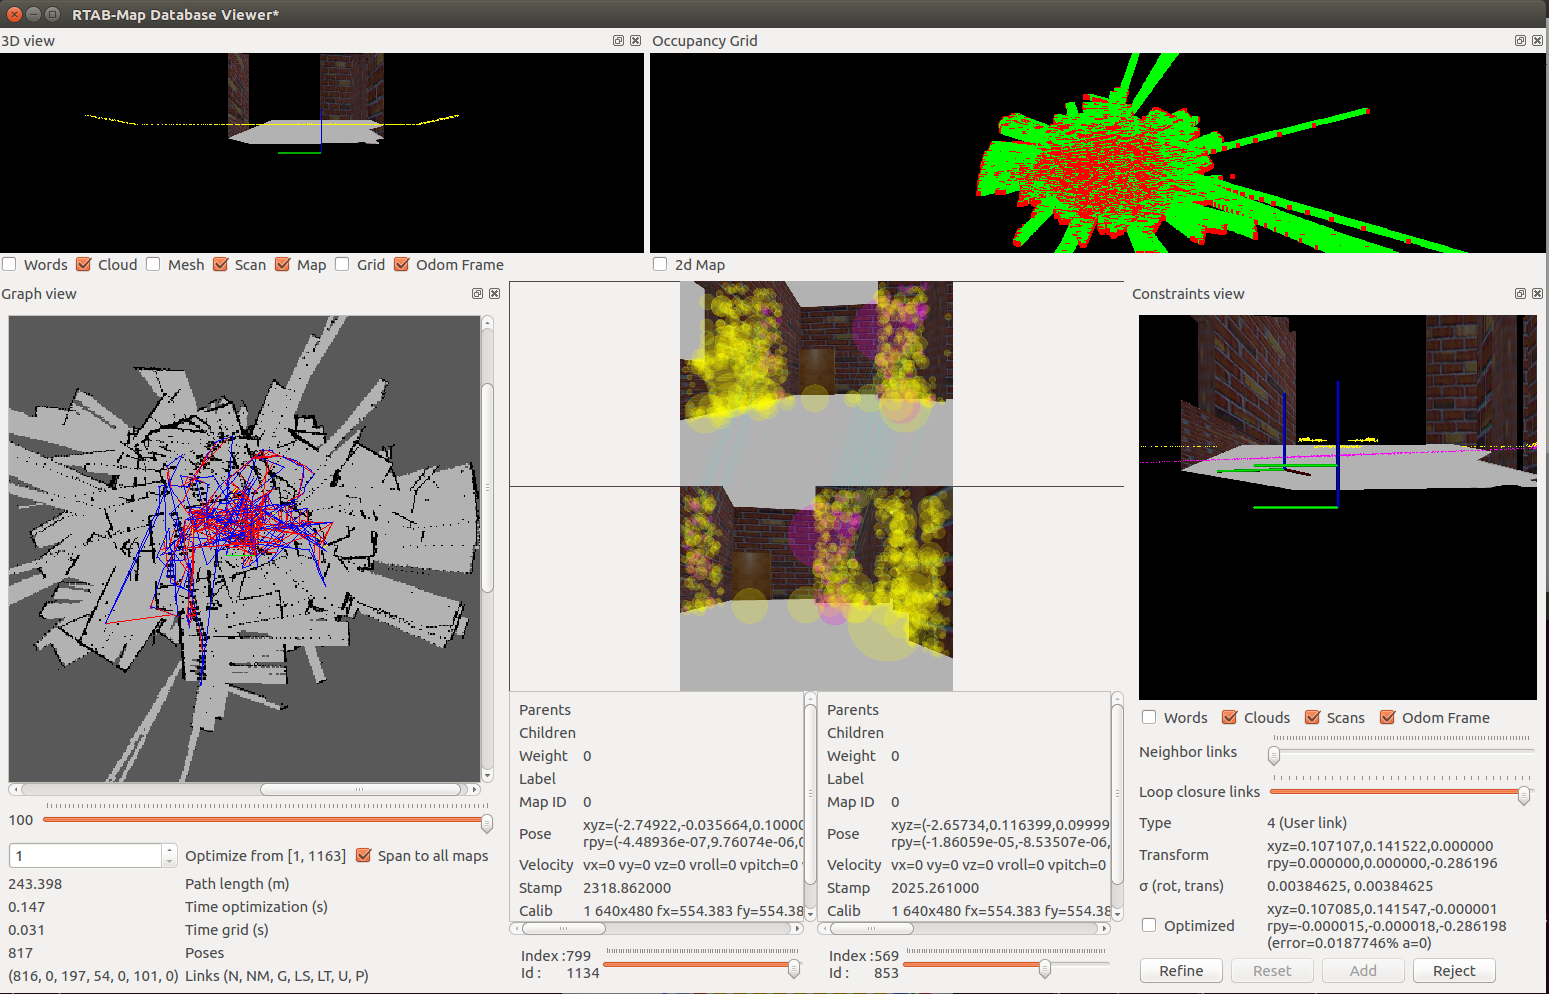 RTAB-Map Database Viewer*
3D view
Occupancy Grid
Words Cloud Mesh Scan Map Grid Odom Frame
2d Map
Graph view
Constraints view
100
1 Optimize from [1, 1163] Span to all maps
243.398 Path length (m)
0.147 Time optimization (s)
0.031 Time grid (s)
817 Poses
(816, 0, 197, 54, 0, 101, 0) Links (N, NM, G, LS, LT, U, P)
Parents
Children
Weight 0
Label
Map ID 0
Pose xyz=(-2.74922,-0.035664,0.10000
rpy=(-4.48936e-07,9.76074e-06,0
Velocity vx=0 vy=0 vz=0 vroll=0 vpitch=0
Stamp 2318.862000
Calib 1 640x480 fx=554.383 fy=554.38
Index :799
Id : 1134
Parents
Children
Weight 0
Label
Map ID 0
Pose xyz=(-2.65734,0.116399,0.09999
rpy=(-1.86059e-05,-8.53507e-06,
Velocity vx=0 vy=0 vz=0 vroll=0 vpitch=0
Stamp 2025.261000
Calib 1 640x480 fx=554.383 fy=554.38
Index :569
Id : 853
Words Clouds Scans Odom Frame
Neighbor links
Loop closure links
Type 4 (User link)
Transform xyz=0.107107,0.141522,0.000000
rpy=0.000000,0.000000,-0.286196
σ (rot, trans) 0.00384625, 0.00384625
Optimized xyz=0.107085,0.141547,-0.000001
rpy=-0.000015,-0.000018,-0.286198
(error=0.0187746% a=0)
Refine Reset Add Reject